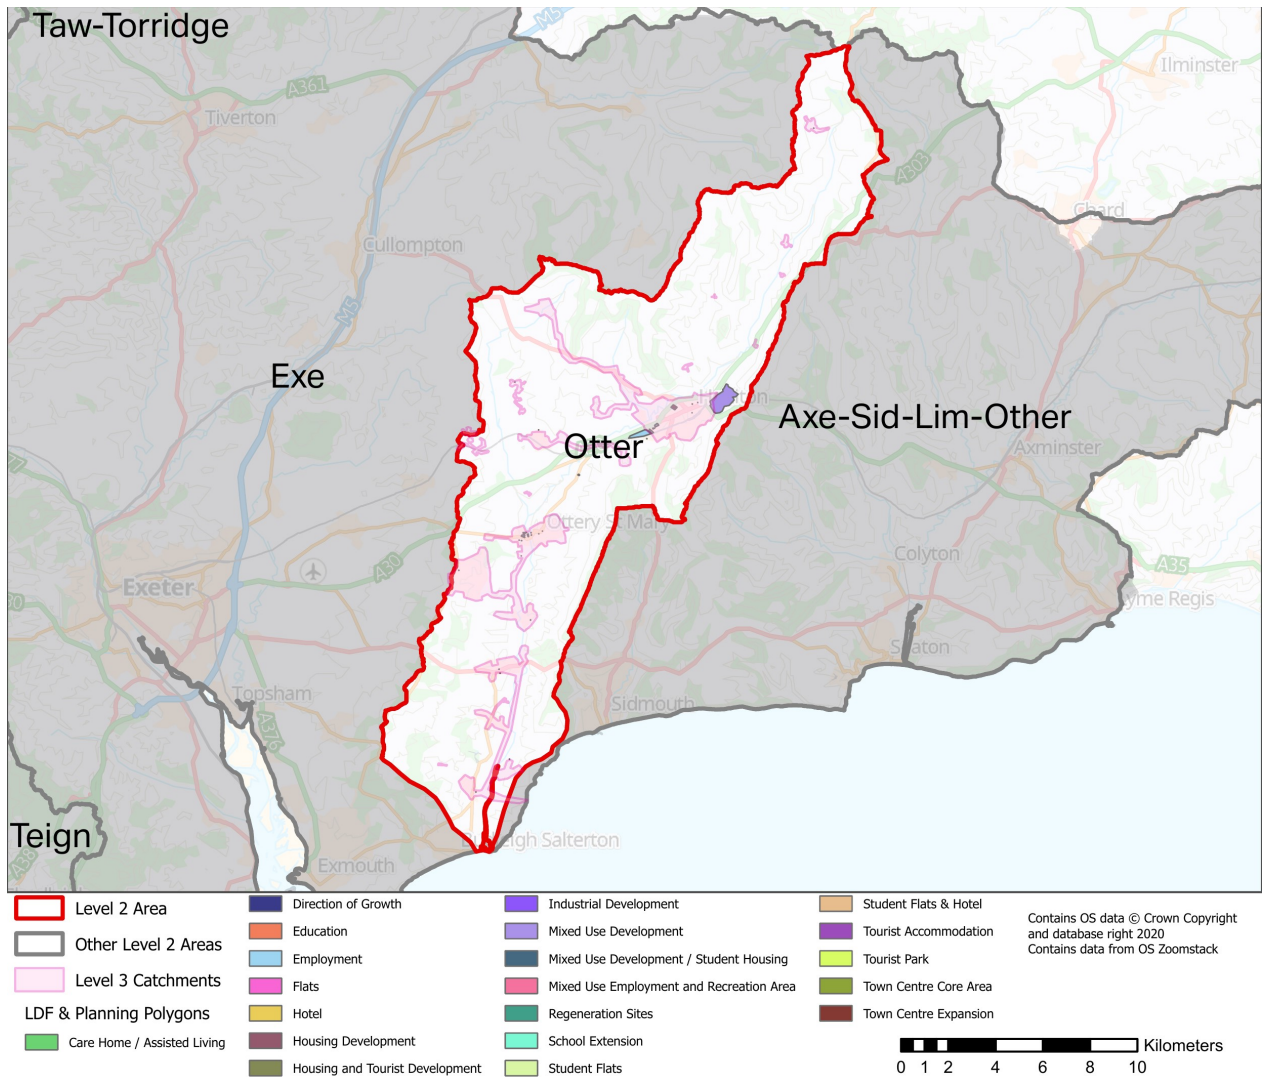 Taw-Torridge
M5
Ilminster
A361
Tiverton
A303
Chard
Cullompton
M5
Exe
Axe-Sid-Lim-Other
Otter
Axminster
Ottery St Mary
Colyton
A30
A35
Exeter
Lyme Regis
Seaton
Topsham
Sidmouth
A376
Teign
Budleigh Salterton
A38
Exmouth
Level 2 Area
Other Level 2 Areas
Level 3 Catchments
LDF & Planning Polygons
Care Home / Assisted Living
Direction of Growth
Education
Employment
Flats
Hotel
Housing Development
Housing and Tourist Development
Industrial Development
Mixed Use Development
Mixed Use Development / Student Housing
Mixed Use Employment and Recreation Area
Regeneration Sites
School Extension
Student Flats
Student Flats & Hotel
Tourist Accommodation
Tourist Park
Town Centre Core Area
Town Centre Expansion
Contains OS data © Crown Copyright
and database right 2020
Contains data from OS Zoomstack
Kilometers
0 1 2 4 6 8 10